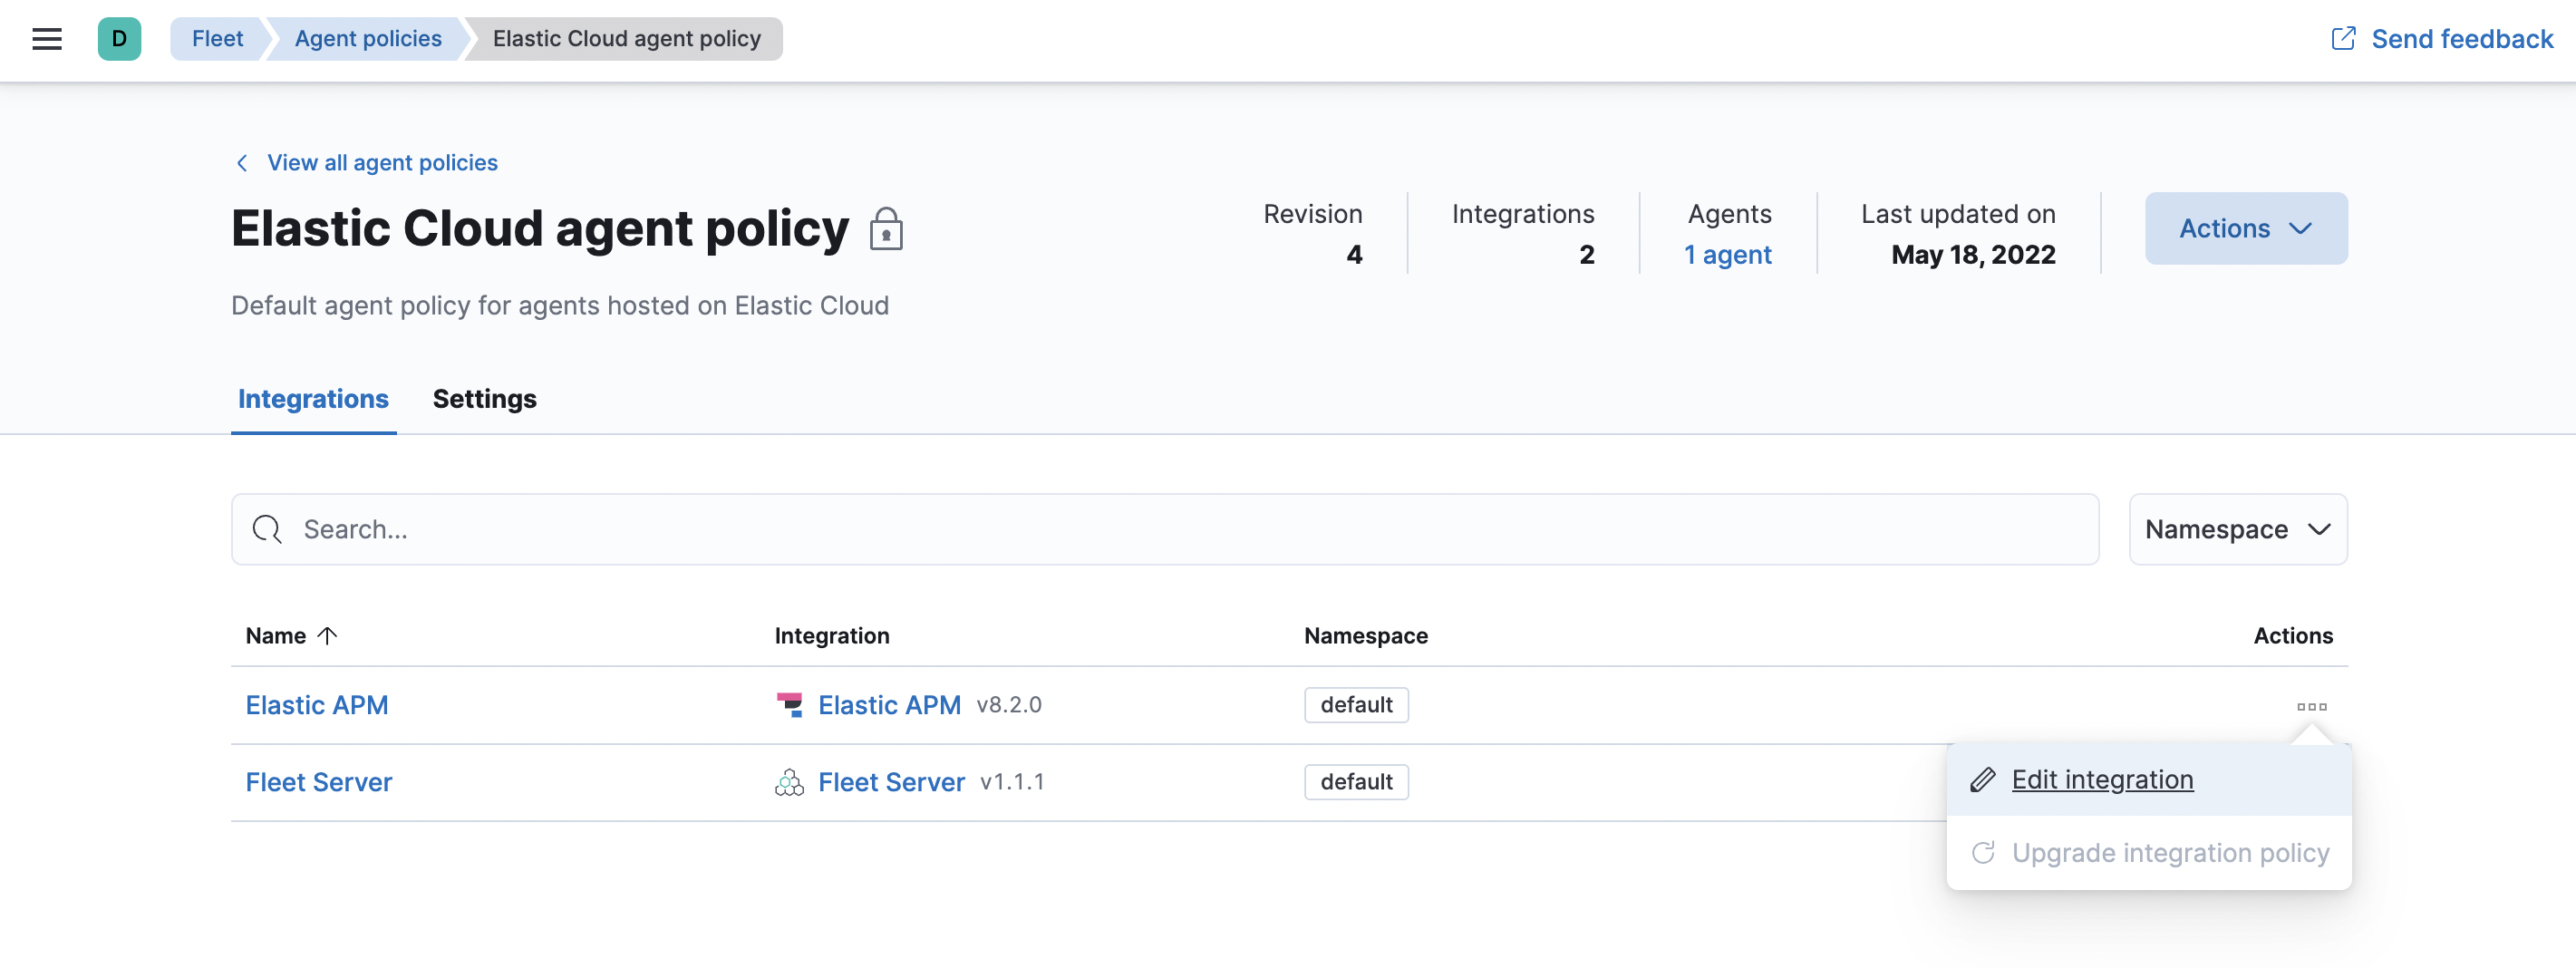 D Fleet Agent policies Elastic Cloud agent policy Send feedback
View all agent policies
Elastic Cloud agent policy
Default agent policy for agents hosted on Elastic Cloud
Revision Integrations Agents Last updated on
4 2 1 agent May 18, 2022
Actions
Integrations Settings
Search... Namespace
Name Integration Namespace Actions
Elastic APM Elastic APM v8.2.0 default
Fleet Server Fleet Server v1.1.1 default
Edit integration
Upgrade integration policy